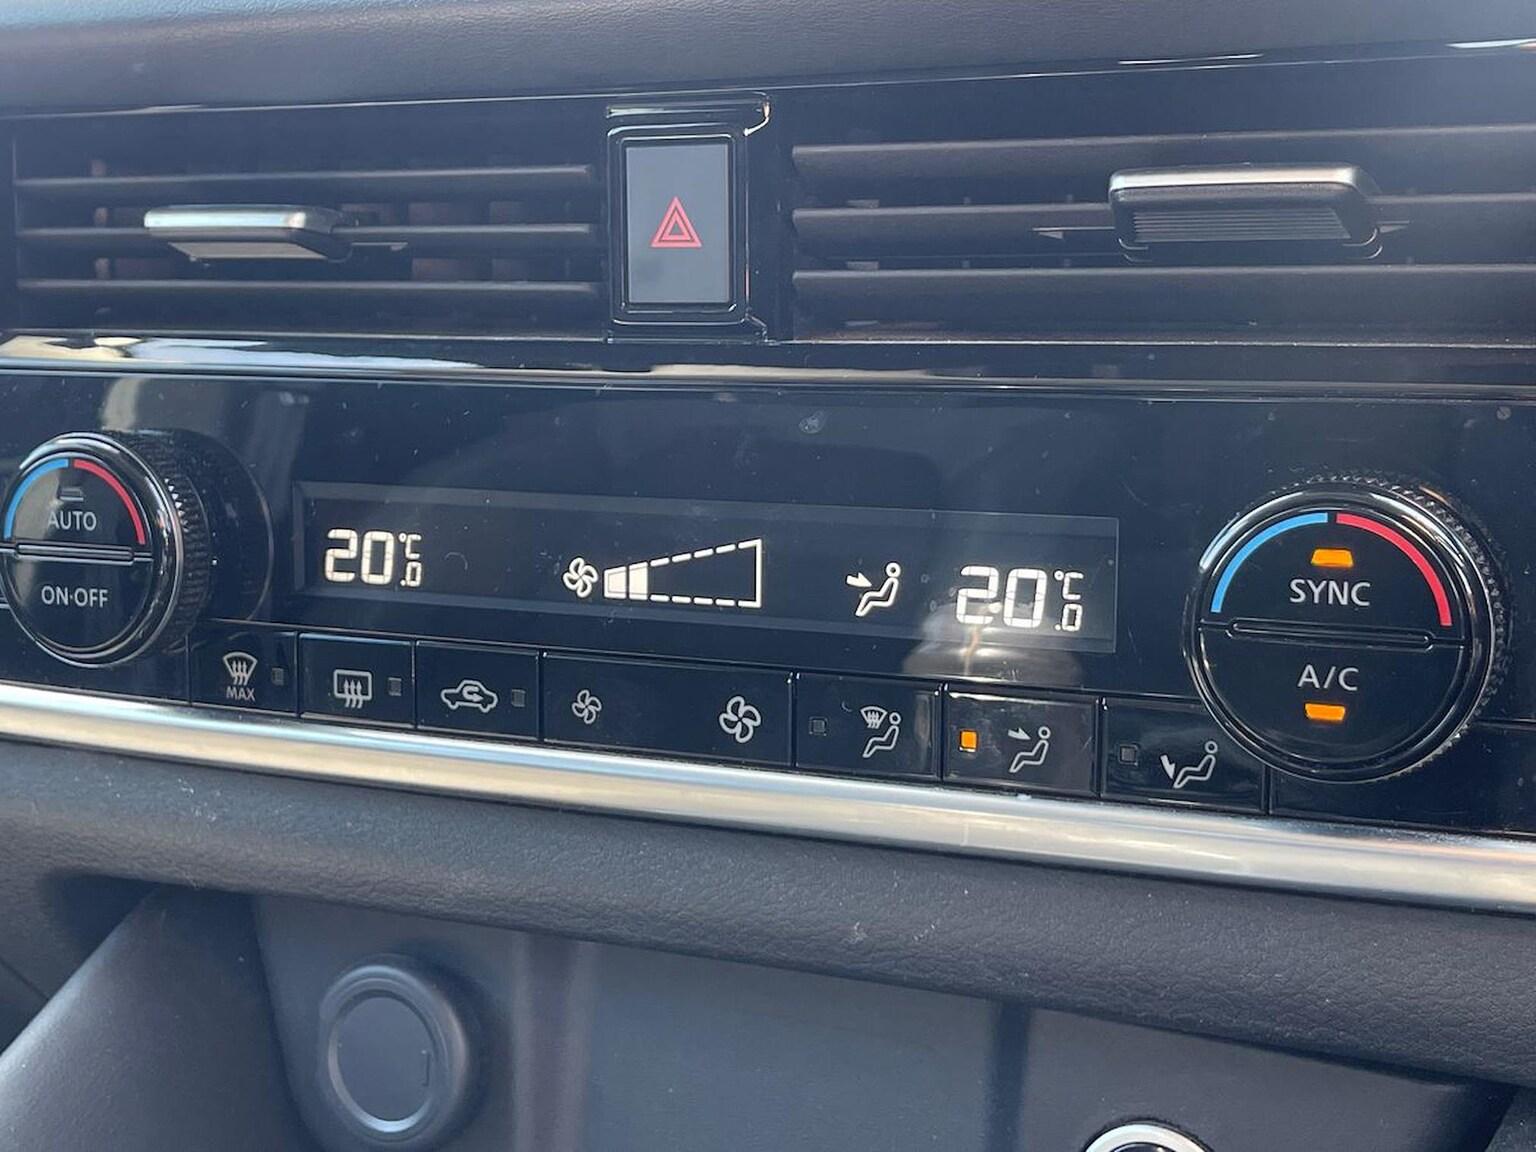 AUTO
ON·OFF
20.0°C
20.0°C
SYNC
A/C
MAX